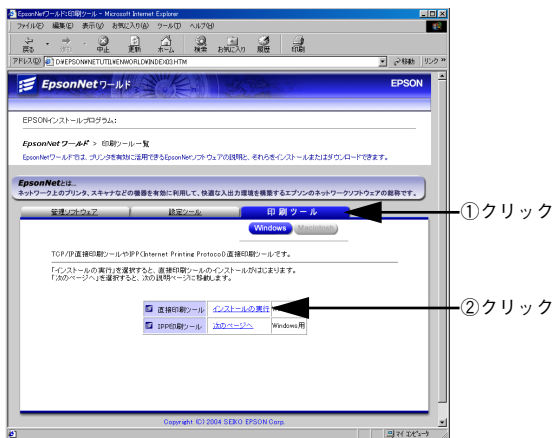 EpsonNetワールド:印刷ツール - Microsoft Internet Explorer
ファイル(F) 編集(E) 表示(V) お気に入り(A) ツール(T) ヘルプ(H)
戻る 進む 中止 更新 ホーム 検索 お気に入り 履歴 印刷
アドレス(D) D:¥EPSONNETUTIL¥ENWORLD¥INDEX03.HTM 移動 リンク »
EpsonNet ワールド EPSON
EPSONインストールプログラム:
EpsonNet ワールド > 印刷ツール一覧
EpsonNetワールドでは、プリンタを有効に活用できるEpsonNetソフトウェアの説明と、それらをインストールまたはダウンロードできます。
EpsonNetとは...
ネットワーク上のプリンタ、スキャナなどの機器を有効に利用して、快適な入出力環境を構築するエプソンのネットワークソフトウェアの総称です。
管理ソフトウェア 設定ツール 印刷ツール ①クリック
Windows Macintosh
TCP/IP直接印刷ツールやIPP(Internet Printing Protocol)直接印刷ツールです。
「インストールの実行」を選択すると、直接印刷ツールのインストールがはじまります。
「次のページへ」を選択すると、次の説明ページに移動します。
直接印刷ツール インストールの実行 ②クリック
IPP印刷ツール 次のページへ Windows用
Copyright (C) 2004 SEIKO EPSON Corp.
マイ コンピュータ